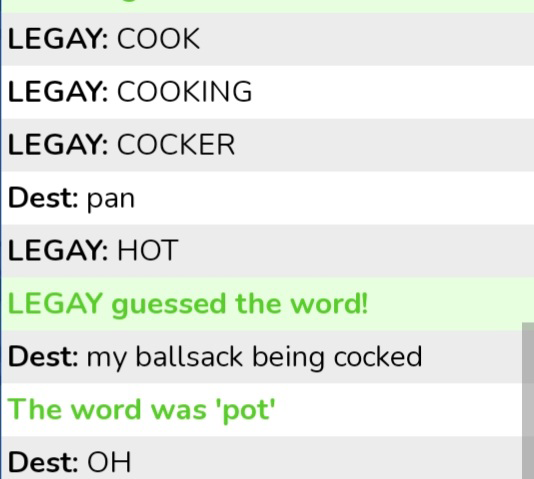 LEGAY: COOK
LEGAY: COOKING
LEGAY: COCKER
Dest: pan
LEGAY: HOT
LEGAY guessed the word!
Dest: my ballsack being cocked
The word was 'pot'
Dest: OH